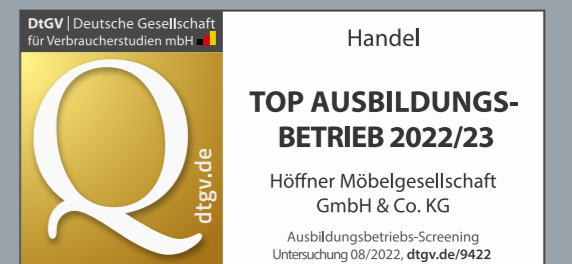 DtGV | Deutsche Gesellschaft
für Verbraucherstudien mbH
Q
dtgv.de
Handel
TOP AUSBILDUNGS-
BETRIEB 2022/23
Höffner Möbelgesellschaft
GmbH & Co. KG
Ausbildungsbetriebs-Screening
Untersuchung 08/2022, dtgv.de/9422